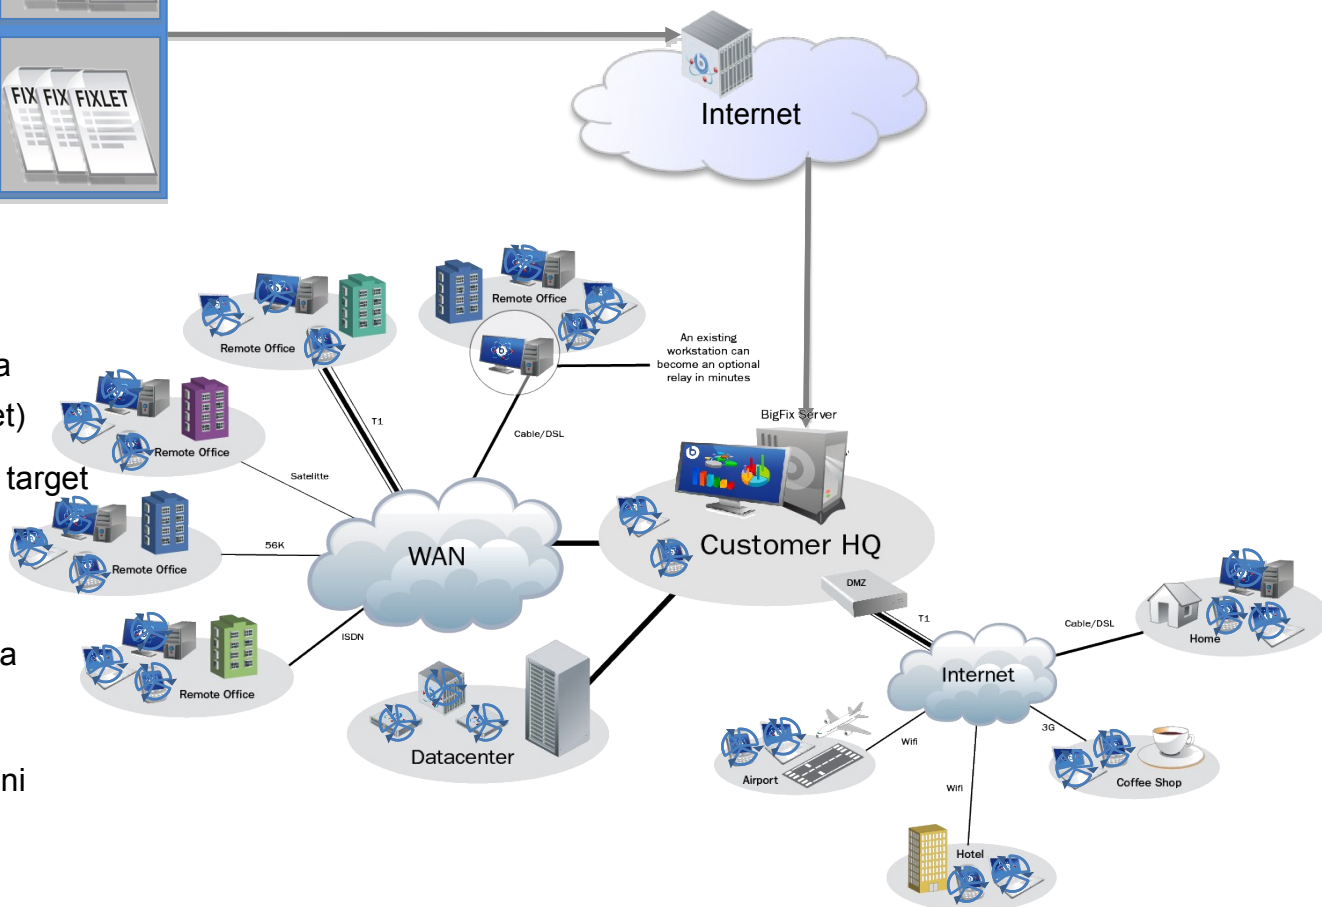 FIX FIX FIXLET
Internet
Remote Office
Remote Office
An existing
workstation can
become an optional
relay in minutes
a
et)
target
T1
Cable/DSL
BigFix Server
Remote Office
Satelitte
56K
WAN
Customer HQ
Remote Office
DMZ
T1
Cable/DSL
Home
ISDN
a
Remote Office
Internet
Datacenter
Wifi
3G
Airport
Coffee Shop
ni
Wifi
Hotel